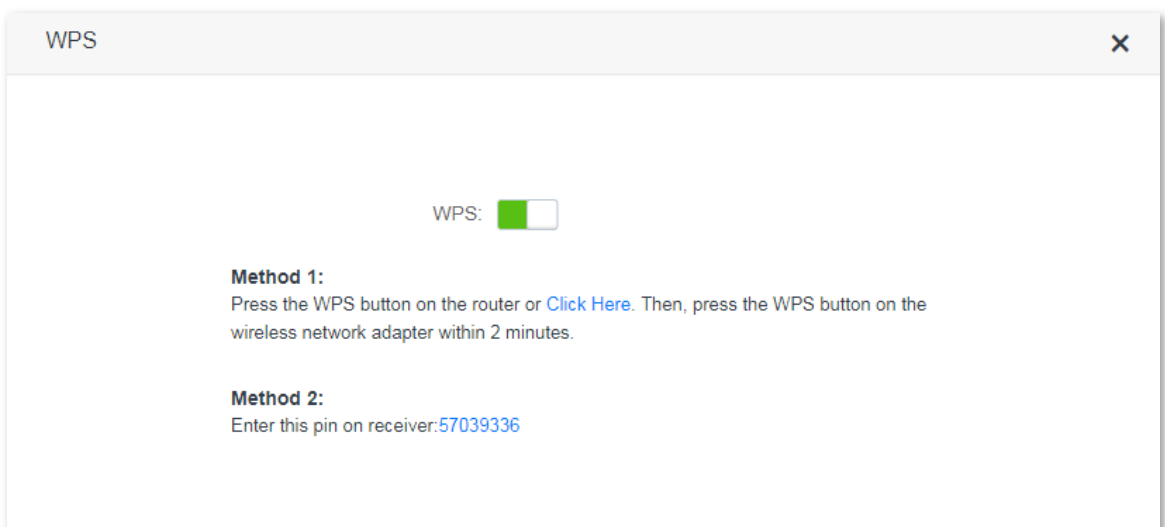 WPS
WPS:
Method 1:
Press the WPS button on the router or Click Here. Then, press the WPS button on the
wireless network adapter within 2 minutes.
Method 2:
Enter this pin on receiver:57039336